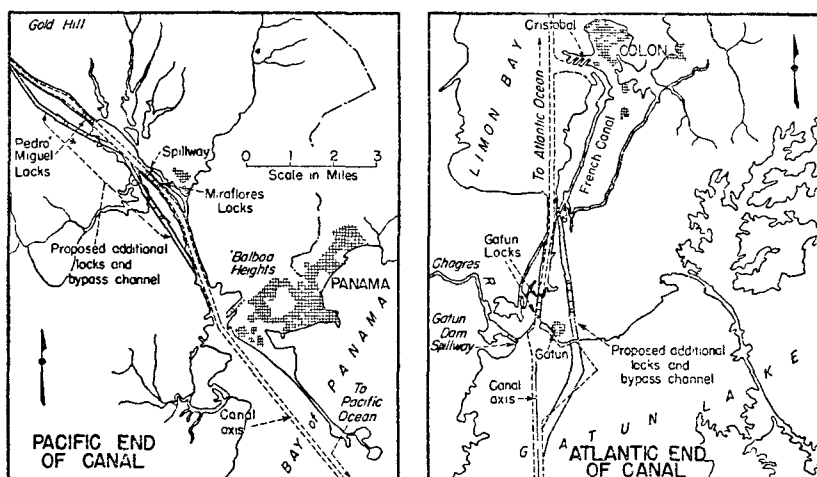 Gold Hill
Pedro
Miguel
Locks
Spillway
0 1 2 3
Scale in Miles
Miraflores
Locks
Proposed additional
locks and
bypass channel
Balboa
Heights
PANAMA
BAY of PANAMA
To
Pacific
Ocean
Canal
axis
PACIFIC END
OF CANAL
Cristobal
COLON
LIMON BAY
To Atlantic Ocean
French Canal
Gatun
Locks
Chagres
R
Gatun
Dam
Spillway
Gatun
Proposed additional
locks and
bypass channel
Canal
axis
GATUN LAKE
ATLANTIC END
OF CANAL